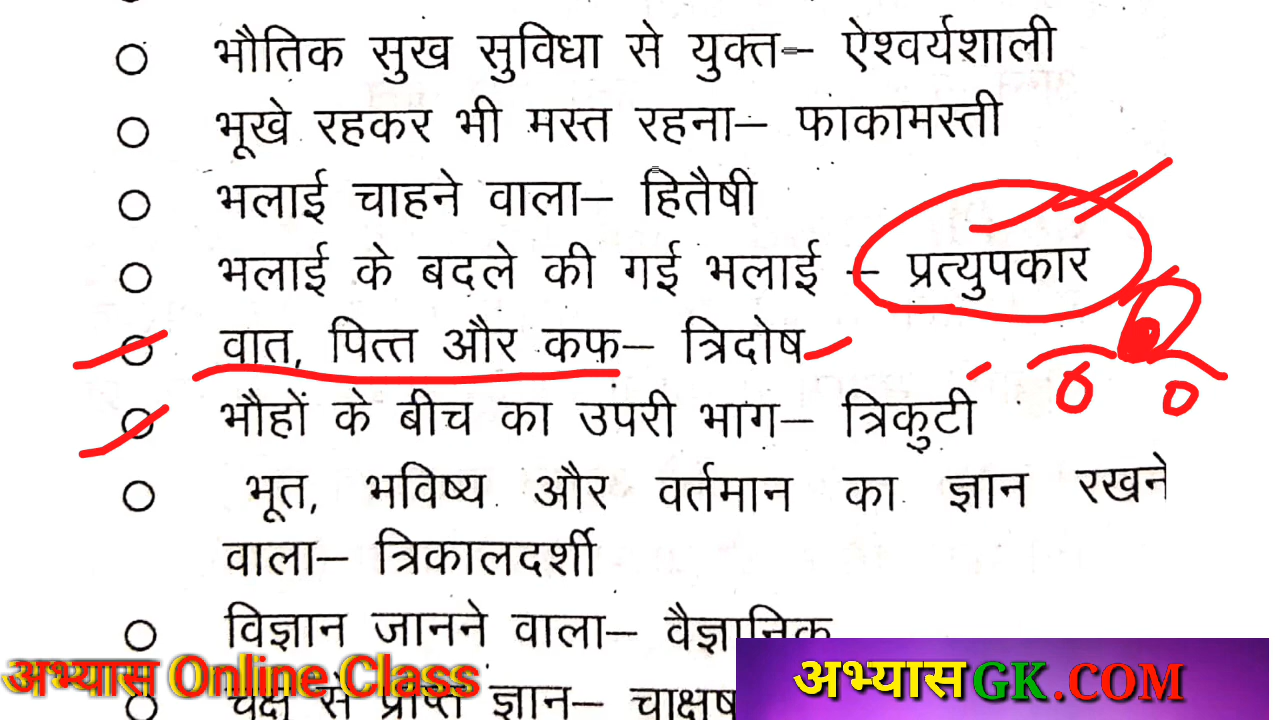 भौतिक सुख सुविधा से युक्त– ऐश्वर्यशाली
भूखे रहकर भी मस्त रहना– फाकामस्ती
भलाई चाहने वाला– हितैषी
भलाई के बदले की गई भलाई – प्रत्युपकार
वात, पित्त और कफ– त्रिदोष
भौहों के बीच का उपरी भाग– त्रिकुटी
भूत, भविष्य और वर्तमान का ज्ञान रखने
वाला– त्रिकालदर्शी
विज्ञान जानने वाला– वैज्ञानिक
से प्राप्त ज्ञान–
अभ्यास Online Class
अभ्यासGK.COM